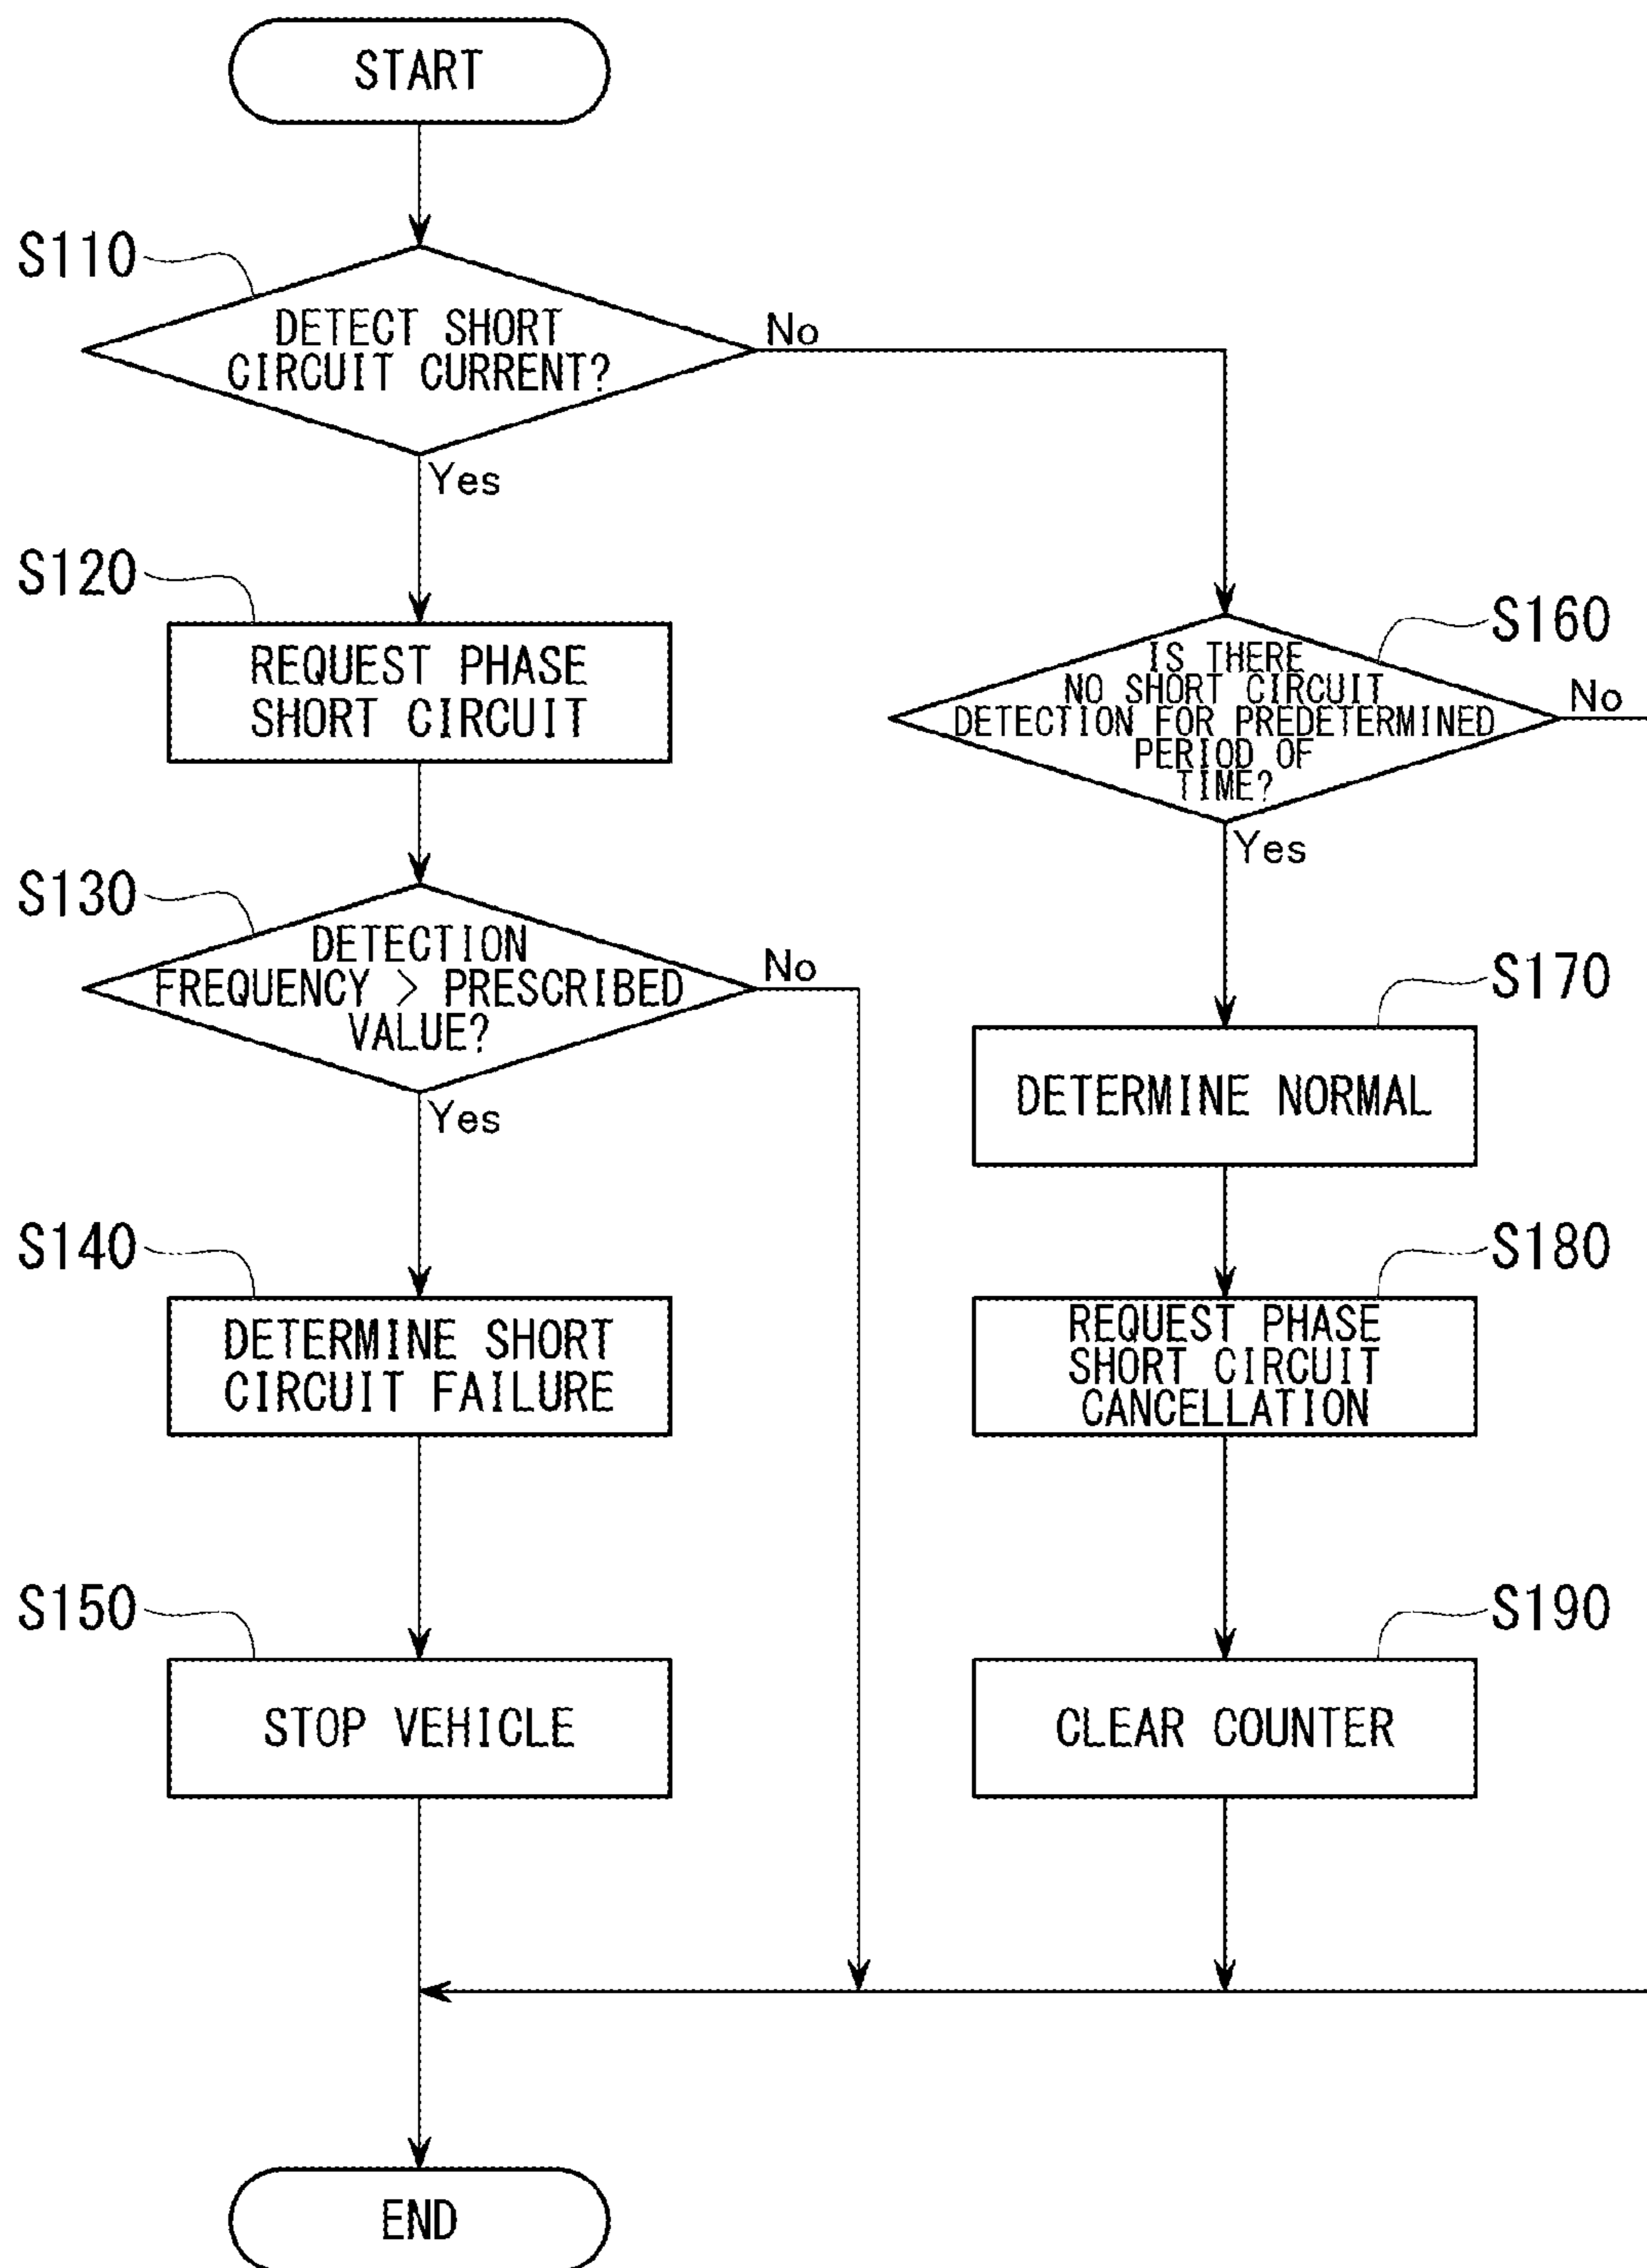 START
S110
DETECT SHORT
CIRCUIT CURRENT?
No
Yes
S120
REQUEST PHASE
SHORT CIRCUIT
S130
DETECTION
FREQUENCY > PRESCRIBED
VALUE?
No
Yes
S140
DETERMINE SHORT
CIRCUIT FAILURE
S150
STOP VEHICLE
S160
IS THERE
NO SHORT CIRCUIT
DETECTION FOR PREDETERMINED
PERIOD OF
TIME?
No
Yes
S170
DETERMINE NORMAL
S180
REQUEST PHASE
SHORT CIRCUIT
CANCELLATION
S190
CLEAR COUNTER
END